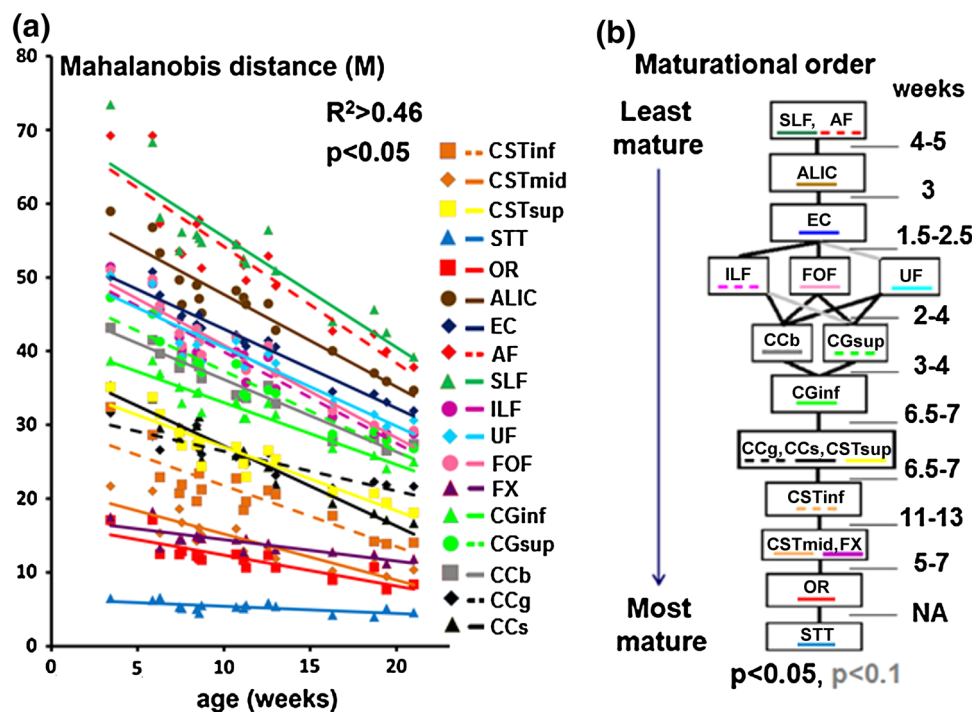 (a)
80
Mahalanobis distance (M)
R²>0.46
p<0.05
70
60
50
40
30
20
10
0
0 5 10 15 20 25
age (weeks)
CSTinf
CSTmid
CSTsup
STT
OR
ALIC
EC
AF
SLF
ILF
UF
FOF
FX
CGinf
CGsup
CCb
CCg
CCs
(b)
Maturational order
weeks
Least
mature
Most
mature
SLF, AF
4-5
ALIC
3
EC
1.5-2.5
ILF FOF UF
2-4
CCb CGsup
3-4
CGinf
6.5-7
CCg,CCs,CSTsup
6.5-7
CSTinf
11-13
CSTmid,FX
5-7
OR
NA
STT
p<0.05, p<0.1